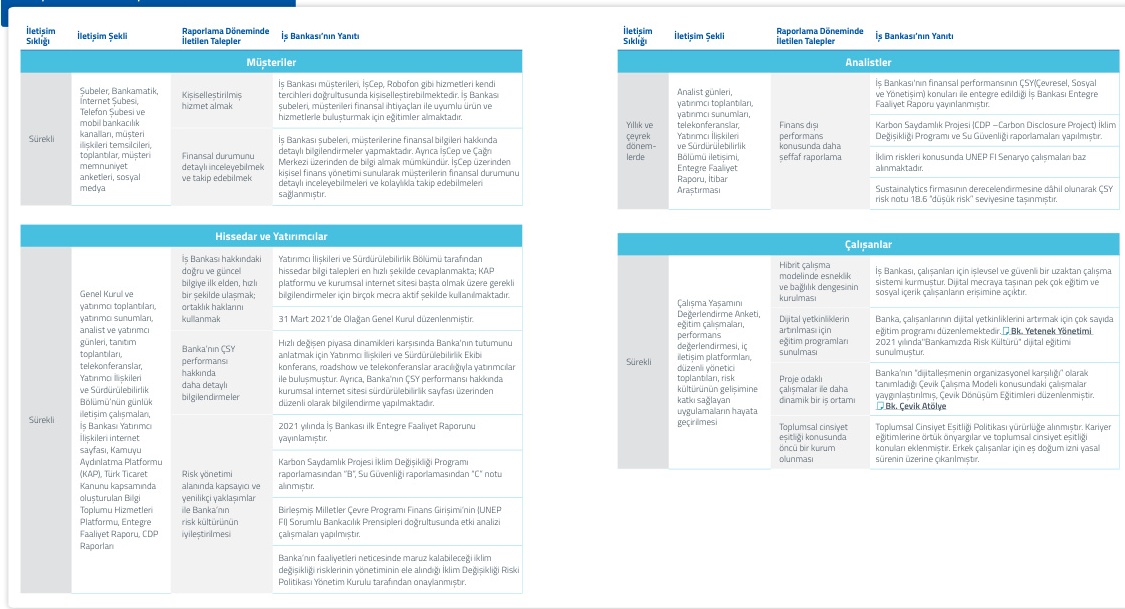 İletişim
Sıklığı
İletişim Şekli
Raporlama Döneminde
İletilen Talepler
İş Bankası'nın Yanıtı
Müşteriler
Sürekli
Şubeler, Bankamatik,
İnternet Şubesi,
Telefon Şubesi ve
mobil bankacılık
kanalları, müşteri
ilişkileri temsilcileri,
toplantılar, müşteri
memnuniyet
anketleri, sosyal
medya
Kişiselleştirilmiş
hizmet almak
İş Bankası müşterileri, İşCep, Robofon gibi hizmetleri kendi
tercihleri doğrultusunda kişiselleştirebilmektedir. İş Bankası
şubeleri, müşterileri finansal ihtiyaçları ile uyumlu ürün ve
hizmetlerle buluşturmak için eğitimler almaktadır.
Finansal durumunu
detaylı inceleyebilmek
ve takip edebilmek
İş Bankası şubeleri, müşterilerine finansal bilgileri hakkında
detaylı bilgilendirmeler yapmaktadır. Ayrıca İşCep ve Çağrı
Merkezi üzerinden de bilgi almak mümkündür. İşCep üzerinden
kişisel finans yönetimi sunularak müşterilerin finansal durumunu
detaylı inceleyebilmeleri ve kolaylıkla takip edebilmeleri
sağlanmıştır.
Hissedar ve Yatırımcılar
Sürekli
Genel Kurul ve
yatırımcı toplantıları,
yatırımcı sunumları,
analist ve yatırımcı
günleri, tanıtım
toplantıları,
telekonferanslar,
Yatırımcı İlişkileri
ve Sürdürülebilirlik
Bölümü'nün günlük
iletişim çalışmaları,
İş Bankası Yatırımcı
İlişkileri internet
sayfası, Kamuyu
Aydınlatma Platformu
(KAP), Türk Ticaret
Kanunu kapsamında
oluşturulan Bilgi
Toplumu Hizmetleri
Platformu, Entegre
Faaliyet Raporu, CDP
Raporları
İş Bankası hakkındaki
doğru ve güncel
bilgiye ilk elden, hızlı
bir şekilde ulaşmak;
ortaklık haklarını
kullanmak
Yatırımcı İlişkileri ve Sürdürülebilirlik Bölümü tarafından
hissedar bilgi talepleri en hızlı şekilde cevaplanmakta; KAP
platformu ve kurumsal internet sitesi başta olmak üzere gerekli
bilgilendirmeler için birçok mecra aktif şekilde kullanılmaktadır.
31 Mart 2021'de Olağan Genel Kurul düzenlenmiştir.
Banka'nın ÇSY
performansı
hakkında
daha detaylı
bilgilendirmeler
Hızlı değişen piyasa dinamikleri karşısında Banka'nın tutumunu
anlatmak için Yatırımcı İlişkileri ve Sürdürülebilirlik Ekibi
konferans, roadshow ve telekonferanslar aracılığıyla yatırımcılar
ile buluşmuştur. Ayrıca, Banka'nın ÇSY performansı hakkında
kurumsal internet sitesi sürdürülebilirlik sayfası üzerinden
düzenli olarak bilgilendirme yapılmaktadır.
Risk yönetimi
alanında kapsayıcı ve
yenilikçi yaklaşımlar
ile Banka'nın
risk kültürünün
iyileştirilmesi
2021 yılında İş Bankası ilk Entegre Faaliyet Raporunu
yayınlamıştır.
Karbon Saydamlık Projesi İklim Değişikliği Programı
raporlamasından "B", Su Güvenliği raporlamasından "C" notu
alınmıştır.
Birleşmiş Milletler Çevre Programı Finans Girişimi'nin (UNEP
FI) Sorumlu Bankacılık Prensipleri doğrultusunda etki analizi
çalışmaları yapılmıştır.
Banka'nın faaliyetleri neticesinde maruz kalabileceği iklim
değişikliği risklerinin yönetiminin ele alındığı İklim Değişikliği Riski
Politikası Yönetim Kurulu tarafından onaylanmıştır.
İletişim
Sıklığı
İletişim Şekli
Raporlama Döneminde
İletilen Talepler
İş Bankası'nın Yanıtı
Analistler
Yıllık ve
çeyrek
dönem-
lerde
Analist günleri,
yatırımcı toplantıları,
yatırımcı sunumları,
telekonferanslar,
Yatırımcı İlişkileri
ve Sürdürülebilirlik
Bölümü iletişimi,
Entegre Faaliyet
Raporu, İtibar
Araştırması
Finans dışı
performans
konusunda daha
şeffaf raporlama
İş Bankası'nın finansal performansının ÇSY(Çevresel, Sosyal
ve Yönetişim) konuları ile entegre edildiği İş Bankası Entegre
Faaliyet Raporu yayınlanmıştır.
Karbon Saydamlık Projesi (CDP –Carbon Disclosure Project) İklim
Değişikliği Programı ve Su Güvenliği raporlamaları yapılmıştır.
İklim riskleri konusunda UNEP FI Senaryo çalışmaları baz
alınmaktadır.
Sustainalytics firmasının derecelendirmesine dâhil olunarak ÇSY
risk notu 18.6 "düşük risk" seviyesine taşınmıştır.
Çalışanlar
Sürekli
Çalışma Yaşamını
Değerlendirme Anketi,
eğitim çalışmaları,
performans
değerlendirmesi, iç
iletişim platformları,
düzenli yönetici
toplantıları, risk
kültürünün gelişimine
katkı sağlayan
uygulamaların hayata
geçirilmesi
Hibrit çalışma
modelinde esneklik
ve bağlılık dengesinin
kurulması
İş Bankası, çalışanları için işlevsel ve güvenli bir uzaktan çalışma
sistemi kurmuştur. Dijital mecraya taşınan pek çok eğitim ve
sosyal içerik çalışanların erişimine açıktır.
Dijital yetkinliklerin
artırılması için
eğitim programları
sunulması
Banka, çalışanlarının dijital yetkinliklerini artırmak için çok sayıda
eğitim programı düzenlemektedir. Bk. Yetenek Yönetimi
2021 yılında"Bankamızda Risk Kültürü" dijital eğitimi
sunulmuştur.
Proje odaklı
çalışmalar ile daha
dinamik bir iş ortamı
Banka'nın "dijitalleşmenin organizasyonel karşılığı" olarak
tanımladığı Çevik Çalışma Modeli konusundaki çalışmalar
yaygınlaştırılmış, Çevik Dönüşüm Eğitimleri düzenlenmiştir.
Bk. Çevik Atölye
Toplumsal cinsiyet
eşitliği konusunda
öncü bir kurum
olunması
Toplumsal Cinsiyet Eşitliği Politikası yürürlüğe alınmıştır. Kariyer
eğitimlerine örtük önyargılar ve toplumsal cinsiyet eşitliği
konuları eklenmiştir. Erkek çalışanlar için eş doğum izni yasal
sürenin üzerine çıkarılmıştır.